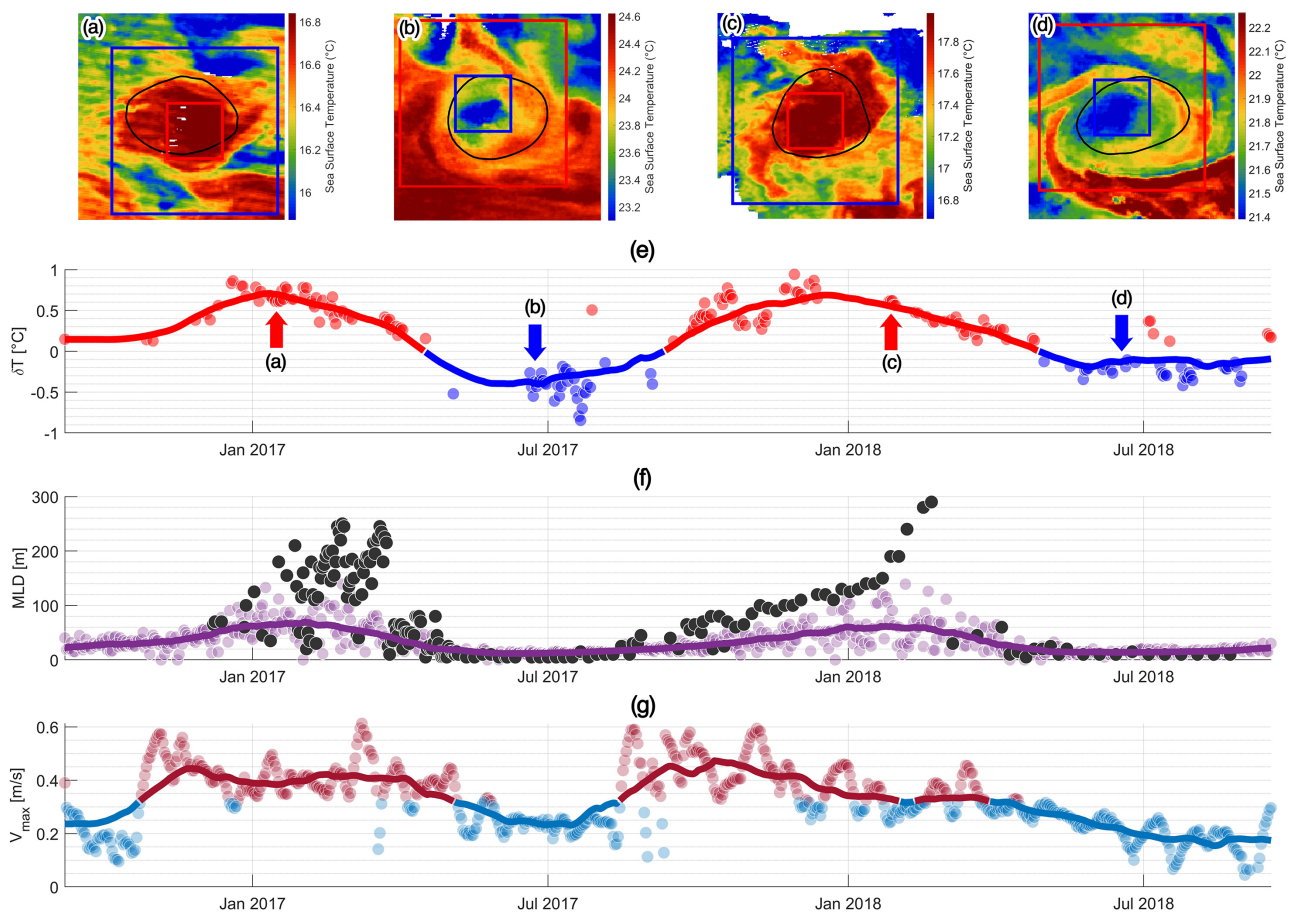 (a)
16.8
16.6
16.4
16.2
16
Sea Surface Temperature (°C)
(b)
24.6
24.4
24.2
24
23.8
23.6
23.4
23.2
Sea Surface Temperature (°C)
(c)
17.8
17.6
17.4
17.2
17
16.8
Sea Surface Temperature (°C)
(d)
22.2
22.1
22
21.9
21.8
21.7
21.6
21.5
21.4
Sea Surface Temperature (°C)
(e)
δT [°C]
1
0.5
0
-0.5
-1
(a)
(b)
(c)
(d)
Jan 2017
Jul 2017
Jan 2018
Jul 2018
(f)
MLD [m]
300
200
100
0
Jan 2017
Jul 2017
Jan 2018
Jul 2018
(g)
Vmax [m/s]
0.6
0.4
0.2
0
Jan 2017
Jul 2017
Jan 2018
Jul 2018